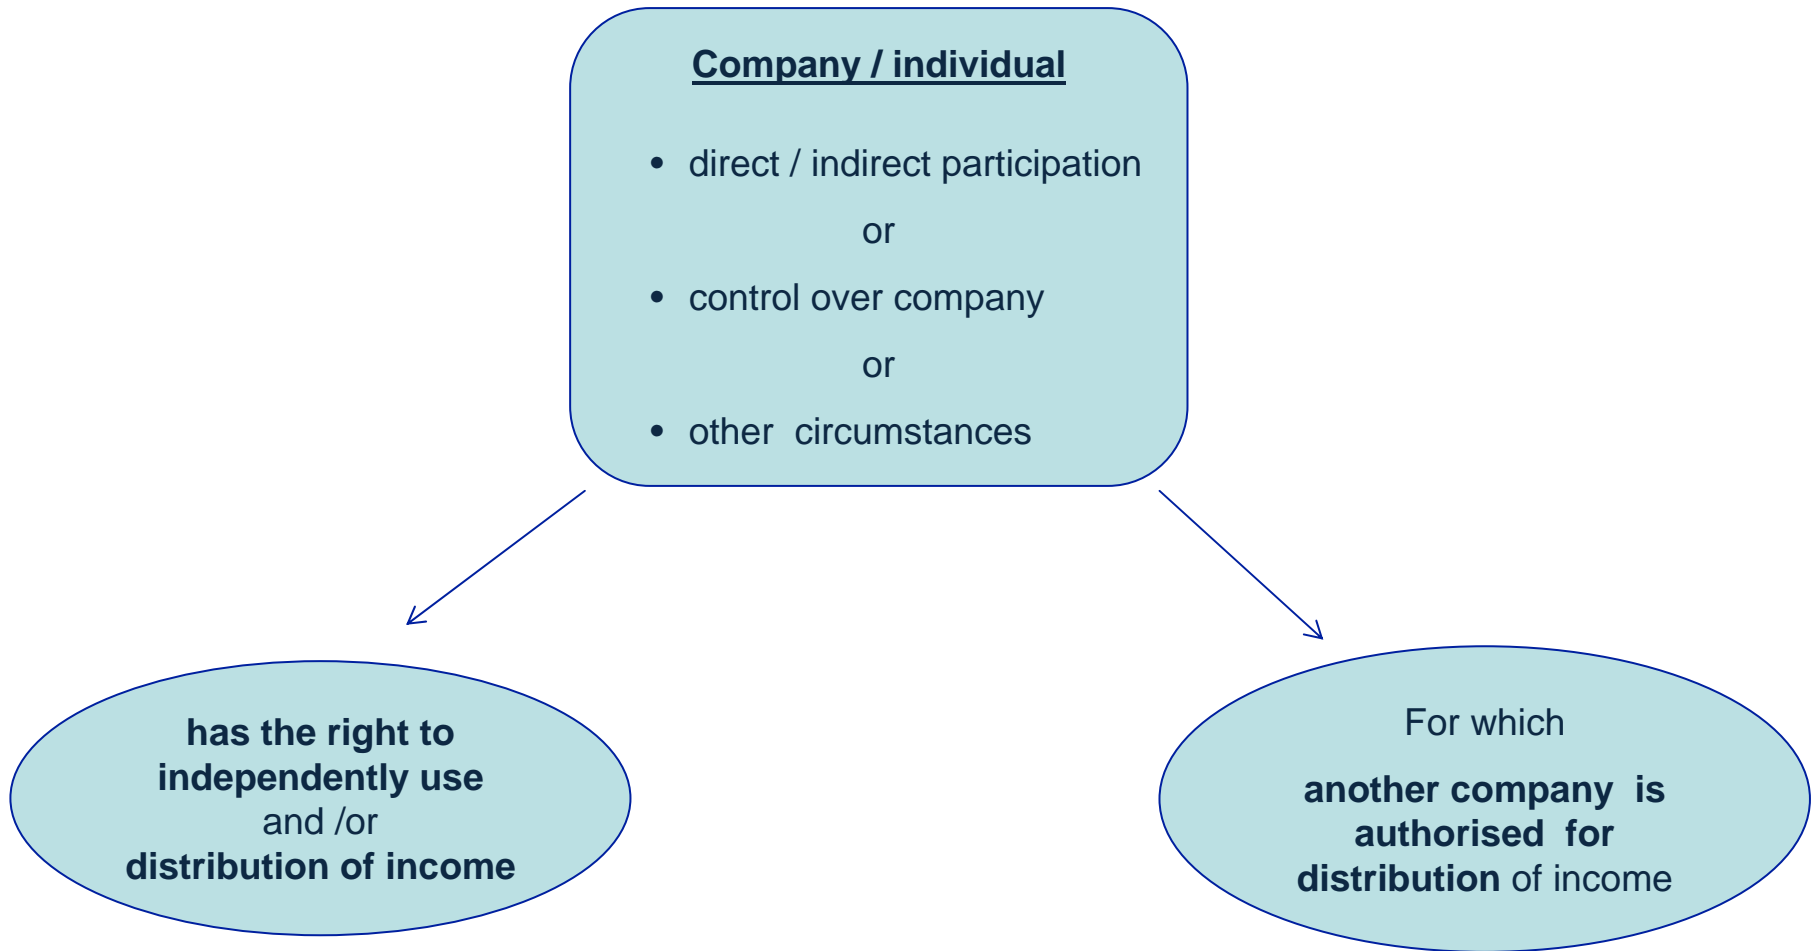 Company / individual
• direct / indirect participation
or
• control over company
or
• other  circumstances
has the right to
independently use
and /or
distribution of income
For which
another company  is
authorised  for
distribution of income